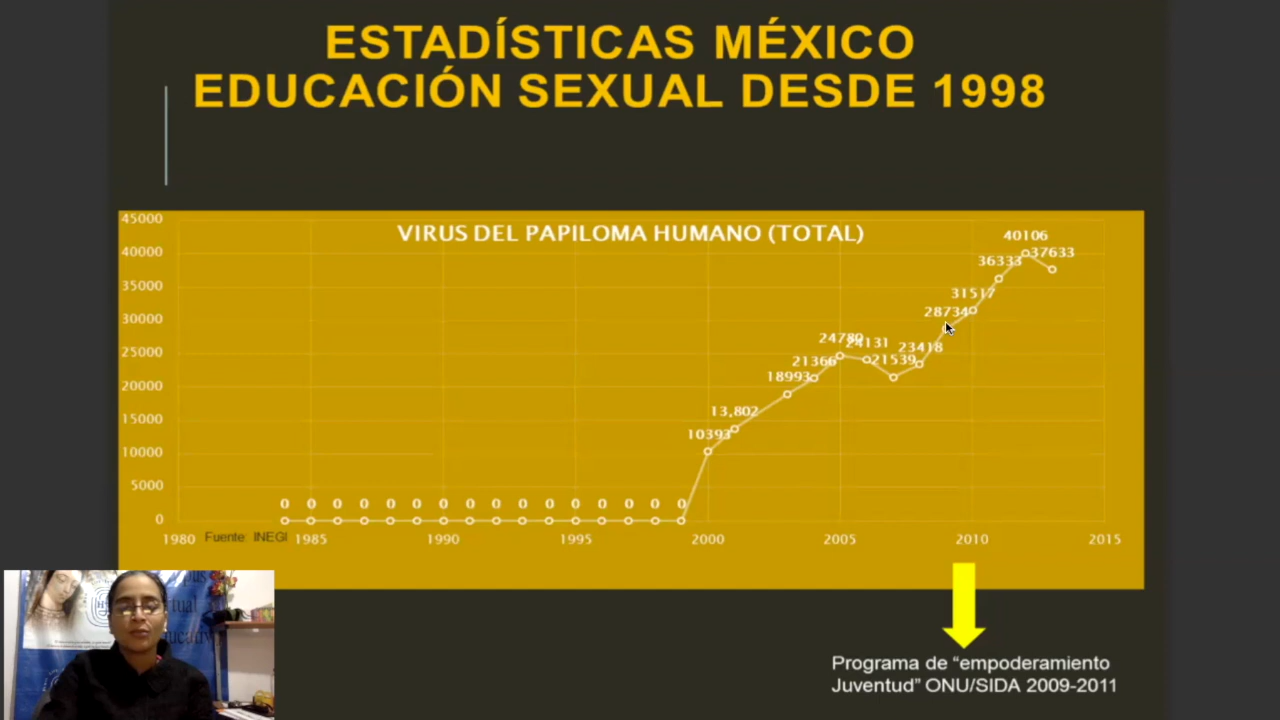 ESTADÍSTICAS MÉXICO
EDUCACIÓN SEXUAL DESDE 1998
VIRUS DEL PAPILOMA HUMANO (TOTAL)
45000
40000
35000
30000
25000
20000
15000
10000
5000
0
0 0 0 0 0 0 0 0 0 0 0 0 0 0 0 0
10393
13,802
18993
21366
24780
24131
21539
23418
28734
31517
36333
40106
37633
1980 1985 1990 1995 2000 2005 2010 2015
Fuente: INEGI
Programa de “empoderamiento
Juventud” ONU/SIDA 2009-2011